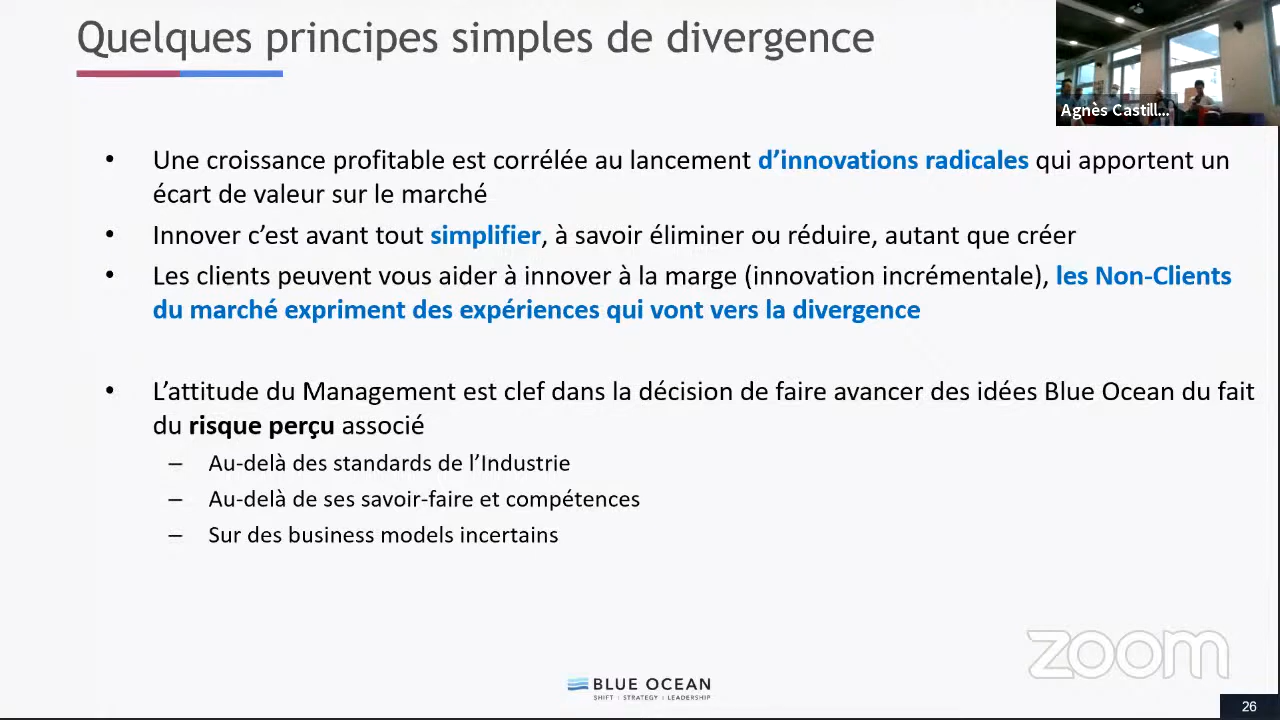 Quelques principes simples de divergence
Agnès Castill...
• Une croissance profitable est corrélée au lancement d’innovations radicales qui apportent un
écart de valeur sur le marché
• Innover c’est avant tout simplifier, à savoir éliminer ou réduire, autant que créer
• Les clients peuvent vous aider à innover à la marge (innovation incrémentale), les Non-Clients
du marché expriment des expériences qui vont vers la divergence
• L’attitude du Management est clef dans la décision de faire avancer des idées Blue Ocean du fait
du risque perçu associé
– Au-delà des standards de l’Industrie
– Au-delà de ses savoir-faire et compétences
– Sur des business models incertains
zoom
BLUE OCEAN
SHIFT | STRATEGY | LEADERSHIP
26